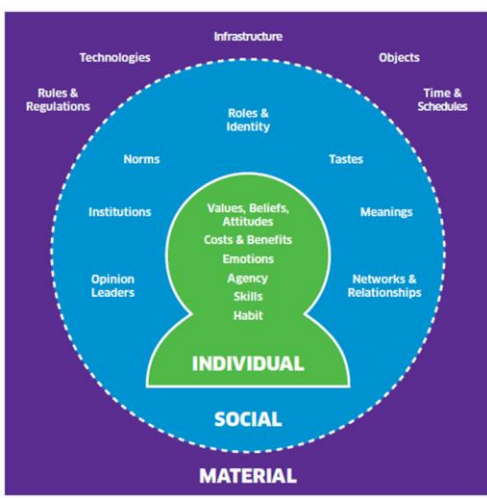 Infrastructure
Technologies
Objects
Rules &
Regulations
Time &
Schedules
Roles &
Identity
Norms
Tastes
Institutions
Values, Beliefs,
Attitudes
Meanings
Costs & Benefits
Emotions
Agency
Opinion
Leaders
Networks &
Relationships
Skills
Habit
INDIVIDUAL
SOCIAL
MATERIAL